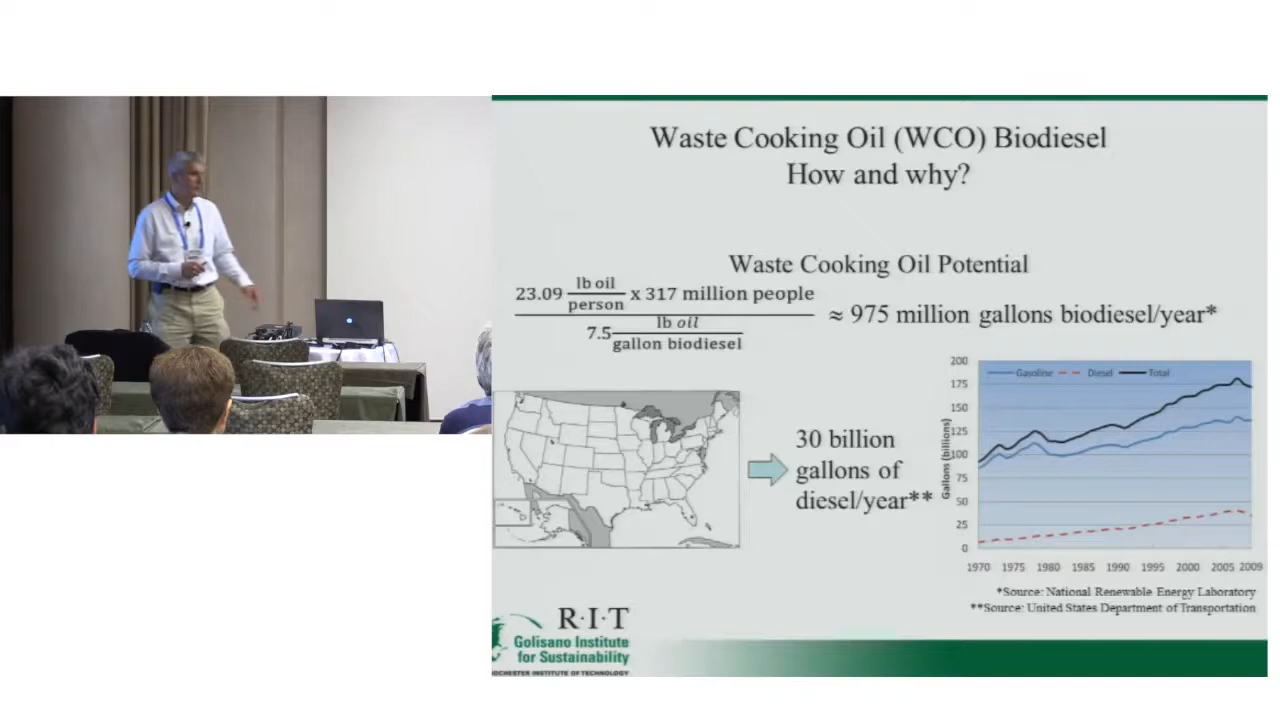 Waste Cooking Oil (WCO) Biodiesel
How and why?
Waste Cooking Oil Potential
23.09 lb oil/person x 317 million people
7.5 lb oil/gallon biodiesel
≈ 975 million gallons biodiesel/year*
30 billion
gallons of
diesel/year**
Gasoline Diesel Total
Gallons (billions)
200
175
150
125
100
75
50
25
0
1970 1975 1980 1985 1990 1995 2000 2005 2009
*Source: National Renewable Energy Laboratory
**Source: United States Department of Transportation
R·I·T
Golisano Institute
for Sustainability
OCHESTER INSTITUTE OF TECHNOLOGY